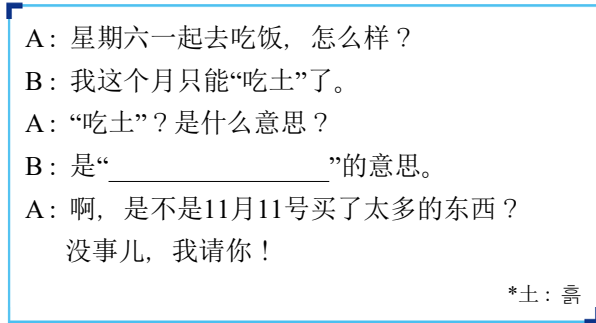 A：星期六一起去吃饭，怎么样？
B：我这个月只能“吃土”了。
A：“吃土”？是什么意思？
B：是“________________”的意思。
A：啊，是不是11月11号买了太多的东西？
没事儿，我请你！
*土：흙